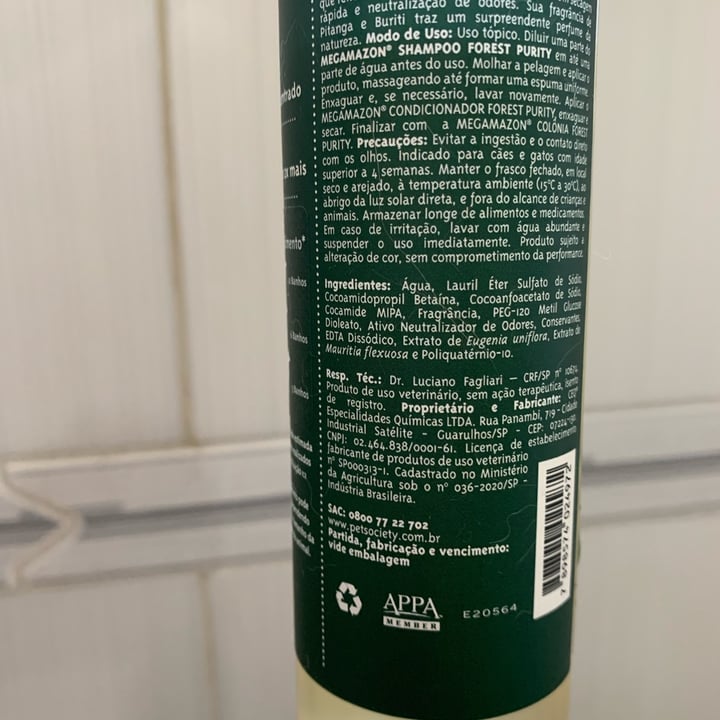 rápida e neutralização de odores. Sua fragrância de
Pitanga e Buriti traz um surpreendente perfume da
natureza. Modo de Uso: Uso tópico. Diluir uma parte do
MEGAMAZON® SHAMPOO FOREST PURITY em até uma
parte de água antes do uso. Molhar a pelagem e aplicar o
produto, massageando até formar uma espuma uniforme.
Enxaguar e, se necessário, lavar novamente. Aplicar o
MEGAMAZON® CONDICIONADOR FOREST PURITY, enxaguar e
secar. Finalizar com a MEGAMAZON® COLÔNIA FOREST
PURITY. Precauções: Evitar a ingestão e o contato direto
com os olhos. Indicado para cães e gatos com idade
superior a 4 semanas. Manter o frasco fechado, em local
seco e arejado, à temperatura ambiente (15°C a 30°C), ao
abrigo da luz solar direta, e fora do alcance de crianças e
animais. Armazenar longe de alimentos e medicamentos.
Em caso de irritação, lavar com água abundante e
suspender o uso imediatamente. Produto sujeito a
alteração de cor, sem comprometimento da performance.
Ingredientes: Água, Lauril Éter Sulfato de Sódio,
Cocoamidopropil Betaína, Cocoanfoacetato de Sódio,
Cocamide MIPA, Fragrância, PEG-120 Metil Glucose
Dioleato, Ativo Neutralizador de Odores, Conservantes,
EDTA Dissódico, Extrato de Eugenia uniflora, Extrato de
Mauritia flexuosa e Poliquatérnio-10.
Resp. Téc.: Dr. Luciano Fagliari – CRF/SP nº 10674
Produto de uso veterinário, sem ação terapêutica, isento
de registro. Proprietário e Fabricante:
Especialidades Químicas LTDA. Rua Panambi, 719 - Cidade
Industrial Satélite - Guarulhos/SP - CEP: 07224-130.
CNPJ: 02.464.838/0001-61. Licença de estabelecimento
fabricante de produtos de uso veterinário
nº SP000313-1. Cadastrado no Ministério
da Agricultura sob o nº 036-2020/SP -
Indústria Brasileira.
SAC: 0800 77 22 702
www.petsociety.com.br
Partida, fabricação e vencimento:
vide embalagem
APPA
MEMBER
E20564
7 898574 024972
mais
Banhos
Banhos
Banhos